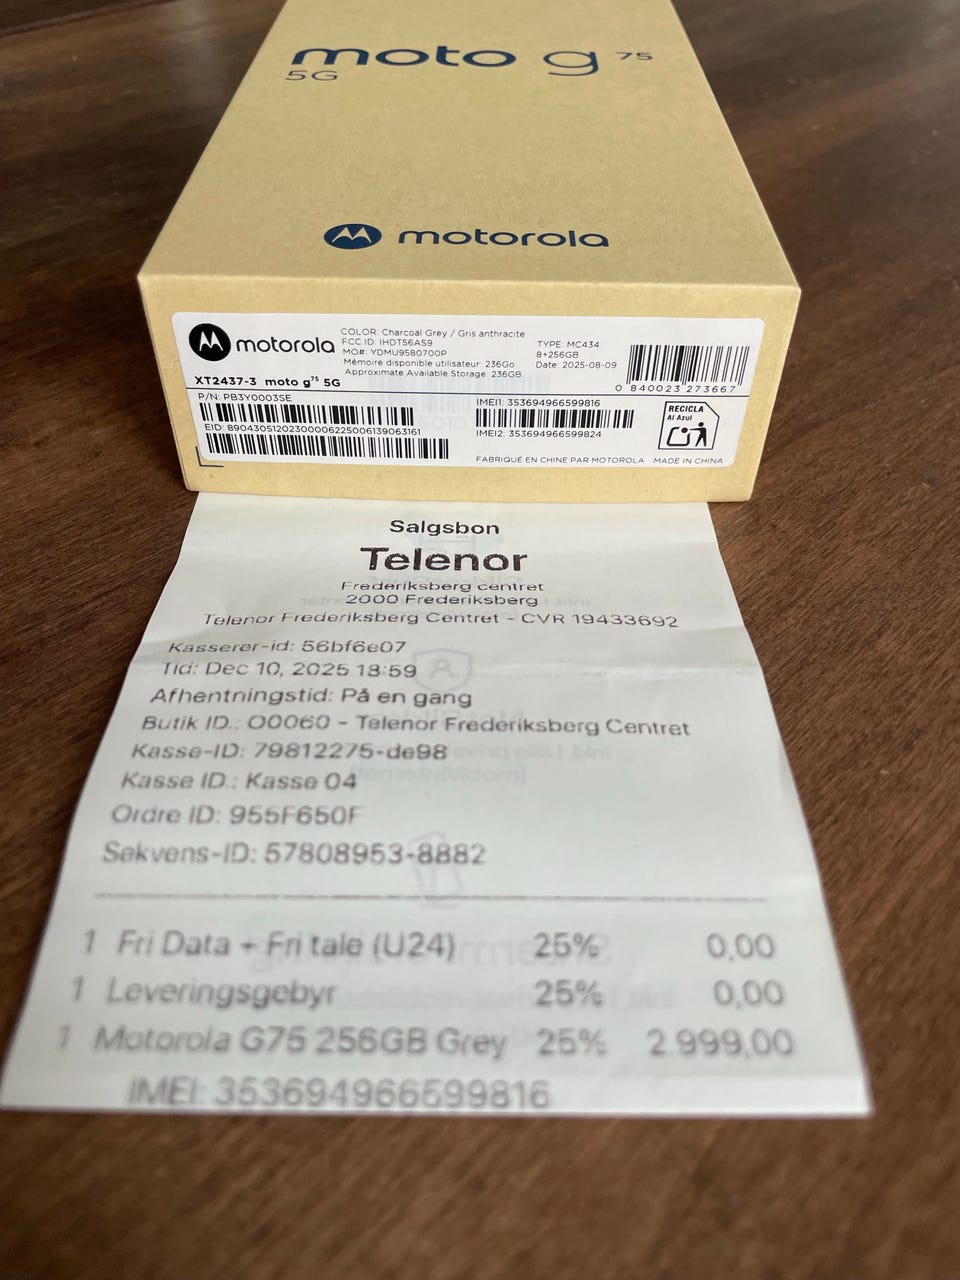 moto g 75
5G
motorola
motorola
COLOR: Charcoal Grey / Gris anthracite
FCC ID: IHDT56AS9
MO#: YDMU9580700P
Mémoire disponible utilisateur: 236Go
Approximate Available Storage: 236GB
TYPE: MC434
8+256GB
Date: 2025-08-09
0 840023 273667
XT2437-3 moto g75 5G
P/N: PB3Y0003SE
EID: 89043051202300006225006139063161
IMEI1: 353694966599816
IMEI2: 353694966599824
RECICLA
Al Azul
FABRIQUÉ EN CHINE PAR MOTOROLA MADE IN CHINA
Salgsbon
Telenor
Frederiksberg centret
2000 Frederiksberg
Telenor Frederiksberg Centret - CVR 19433692
Kasserer-id: 56bf6e07
Tid: Dec 10, 2025 18:59
Afhentningstid: På en gang
Butik ID.: O0060 - Telenor Frederiksberg Centret
Kasse-ID: 79812275-de98
Kasse ID.: Kasse 04
Ordre ID: 955F650F
Sekvens-ID: 57808953-8882
1 Fri Data + Fri tale (U24) 25% 0,00
1 Leveringsgebyr 25% 0,00
1 Motorola G75 256GB Grey 25% 2.999,00
IMEI: 353694966599816